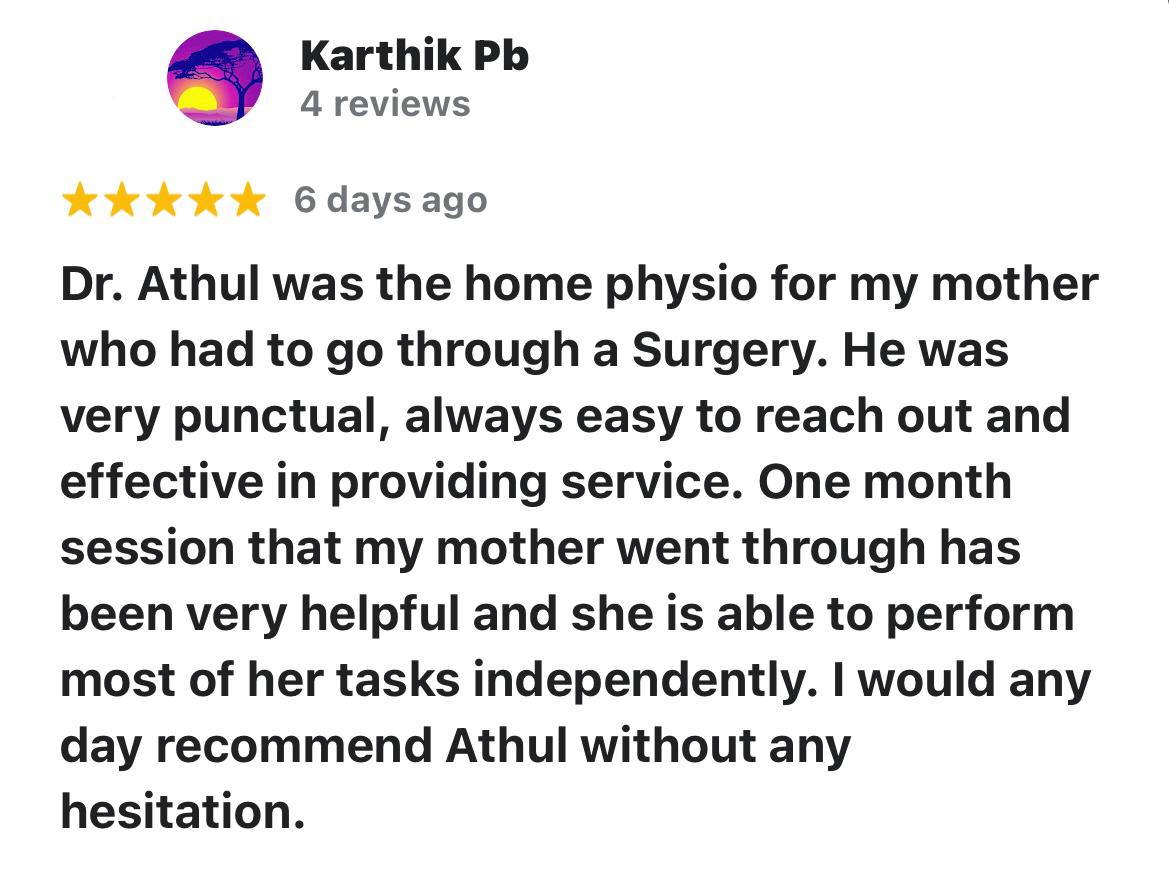 Karthik Pb
4 reviews
6 days ago
Dr. Athul was the home physio for my mother
who had to go through a Surgery. He was
very punctual, always easy to reach out and
effective in providing service. One month
session that my mother went through has
been very helpful and she is able to perform
most of her tasks independently. I would any
day recommend Athul without any
hesitation.